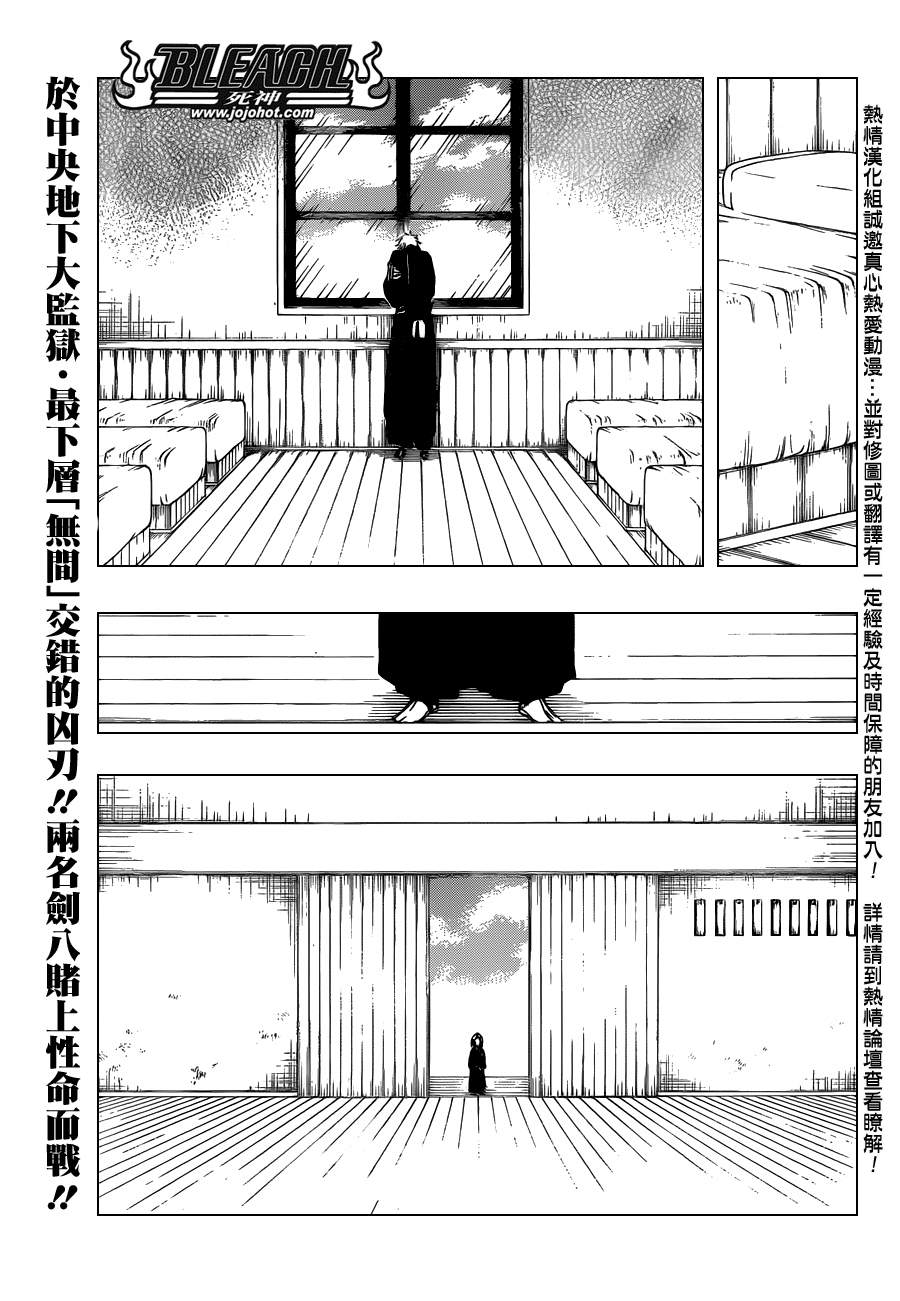 BLEACH
死神
www.jojohot.com
熱情漢化組誠邀真心熱愛動漫…並對修圖或翻譯有一定經驗及時間保障的朋友加入！ 詳情請到熱情論壇查看瞭解！
於中央地下大監獄・最下層「無間」交錯的凶刃！！兩名劍八賭上性命而戰！！